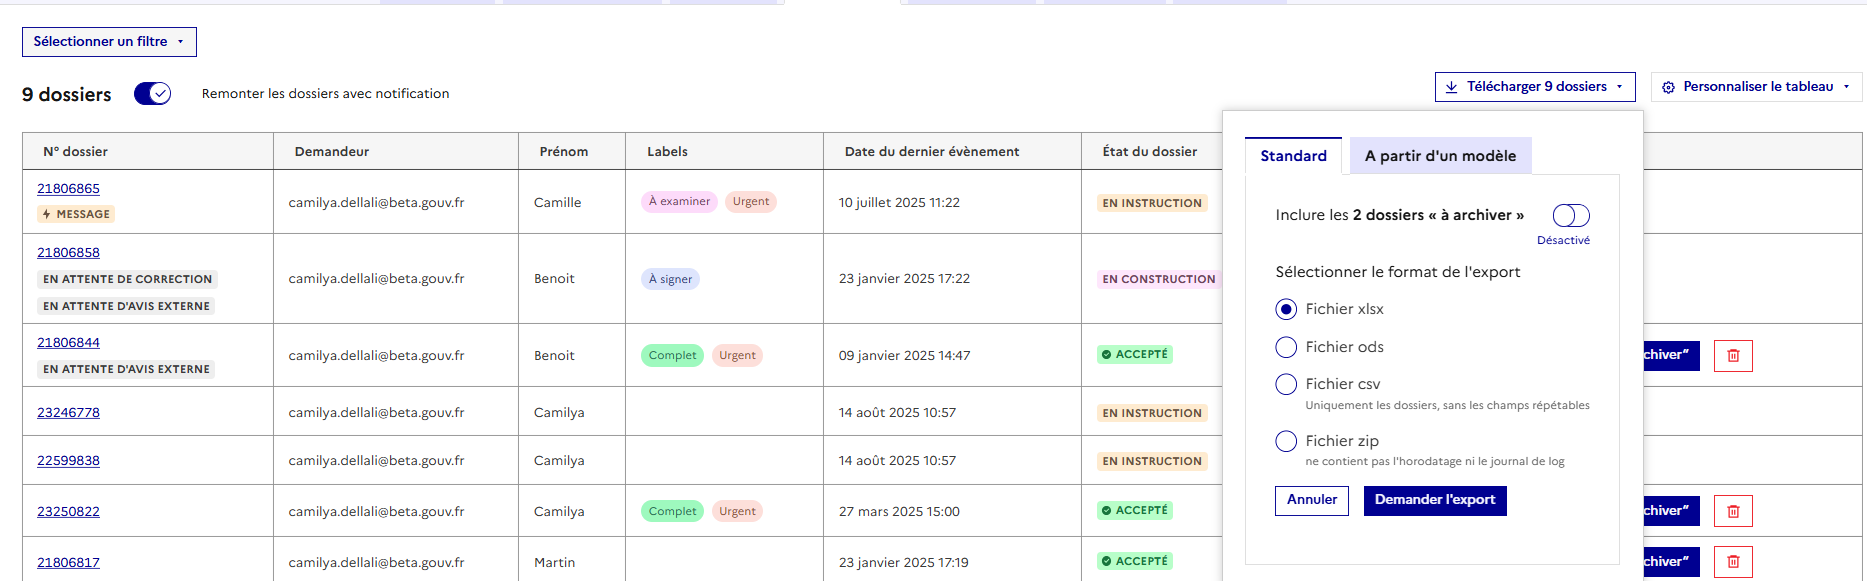 Sélectionner un filtre
9 dossiers
Remonter les dossiers avec notification
Télécharger 9 dossiers
Personnaliser le tableau
N° dossier Demandeur Prénom Labels Date du dernier évènement État du dossier
21806865
MESSAGE
camilya.dellali@beta.gouv.fr Camille À examiner Urgent 10 juillet 2025 11:22 EN INSTRUCTION
21806858
EN ATTENTE DE CORRECTION
EN ATTENTE D'AVIS EXTERNE
camilya.dellali@beta.gouv.fr Benoit À signer 23 janvier 2025 17:22 EN CONSTRUCTION
21806844
EN ATTENTE D'AVIS EXTERNE
camilya.dellali@beta.gouv.fr Benoit Complet Urgent 09 janvier 2025 14:47 ACCEPTÉ chiver”
23246778 camilya.dellali@beta.gouv.fr Camilya 14 août 2025 10:57 EN INSTRUCTION
22599838 camilya.dellali@beta.gouv.fr Camilya 14 août 2025 10:57 EN INSTRUCTION
23250822 camilya.dellali@beta.gouv.fr Camilya Complet Urgent 27 mars 2025 15:00 ACCEPTÉ chiver”
21806817 camilya.dellali@beta.gouv.fr Martin 23 janvier 2025 17:19 ACCEPTÉ chiver”
Standard
A partir d'un modèle
Inclure les 2 dossiers « à archiver »
Désactivé
Sélectionner le format de l'export
Fichier xlsx
Fichier ods
Fichier csv
Uniquement les dossiers, sans les champs répétables
Fichier zip
ne contient pas l'horodatage ni le journal de log
Annuler
Demander l'export